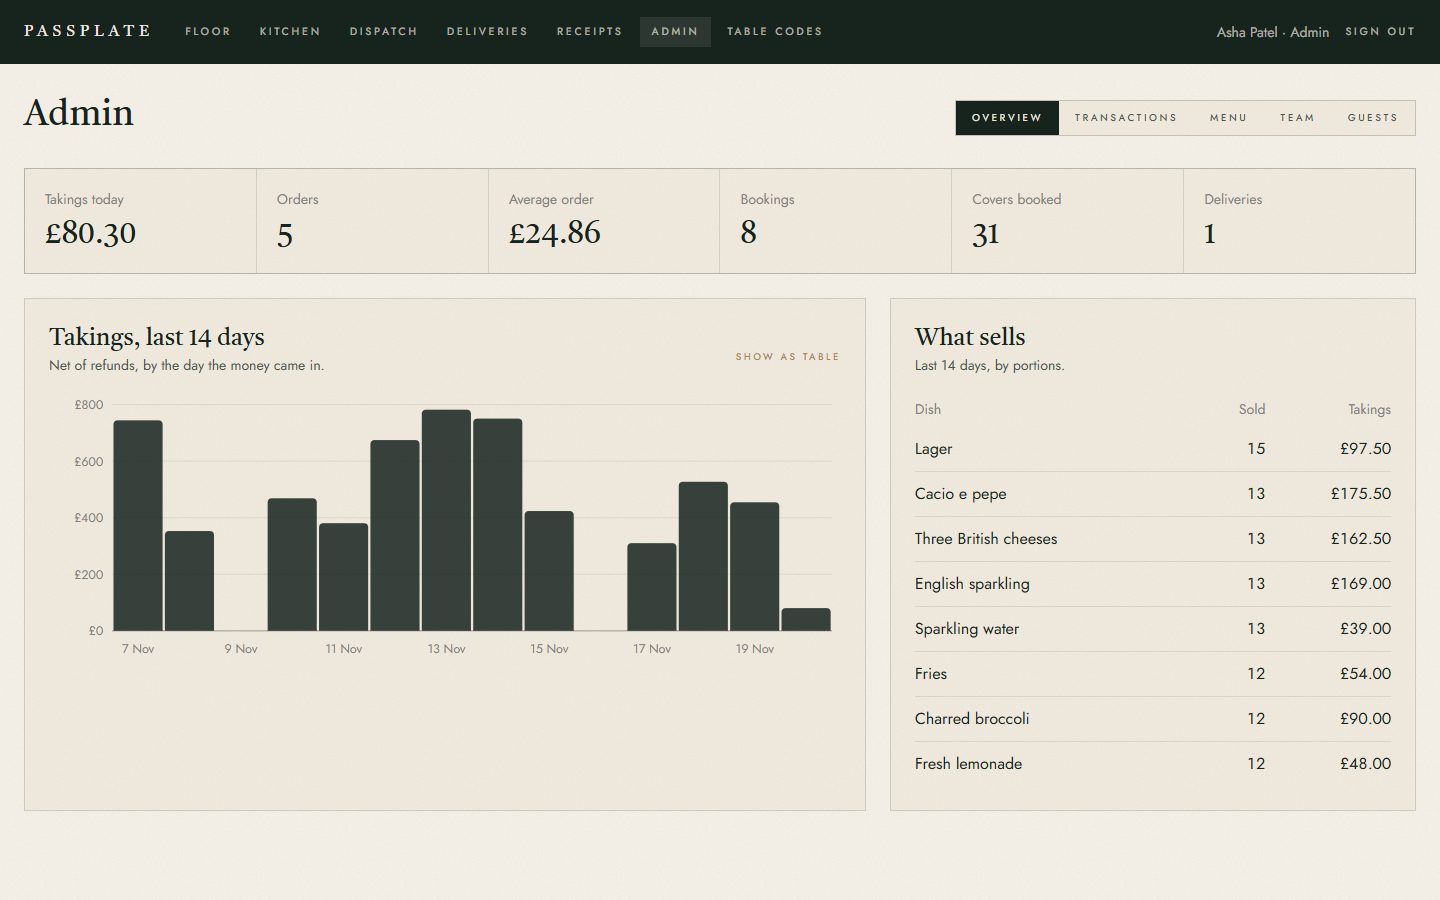 PASSPLATE FLOOR KITCHEN DISPATCH DELIVERIES RECEIPTS ADMIN TABLE CODES Asha Patel · Admin SIGN OUT
Admin
OVERVIEW TRANSACTIONS MENU TEAM GUESTS
Takings today Orders Average order Bookings Covers booked Deliveries
£80.30 5 £24.86 8 31 1
Takings, last 14 days
Net of refunds, by the day the money came in.
SHOW AS TABLE
£800
£600
£400
£200
£0
7 Nov 9 Nov 11 Nov 13 Nov 15 Nov 17 Nov 19 Nov
What sells
Last 14 days, by portions.
Dish Sold Takings
Lager 15 £97.50
Cacio e pepe 13 £175.50
Three British cheeses 13 £162.50
English sparkling 13 £169.00
Sparkling water 13 £39.00
Fries 12 £54.00
Charred broccoli 12 £90.00
Fresh lemonade 12 £48.00